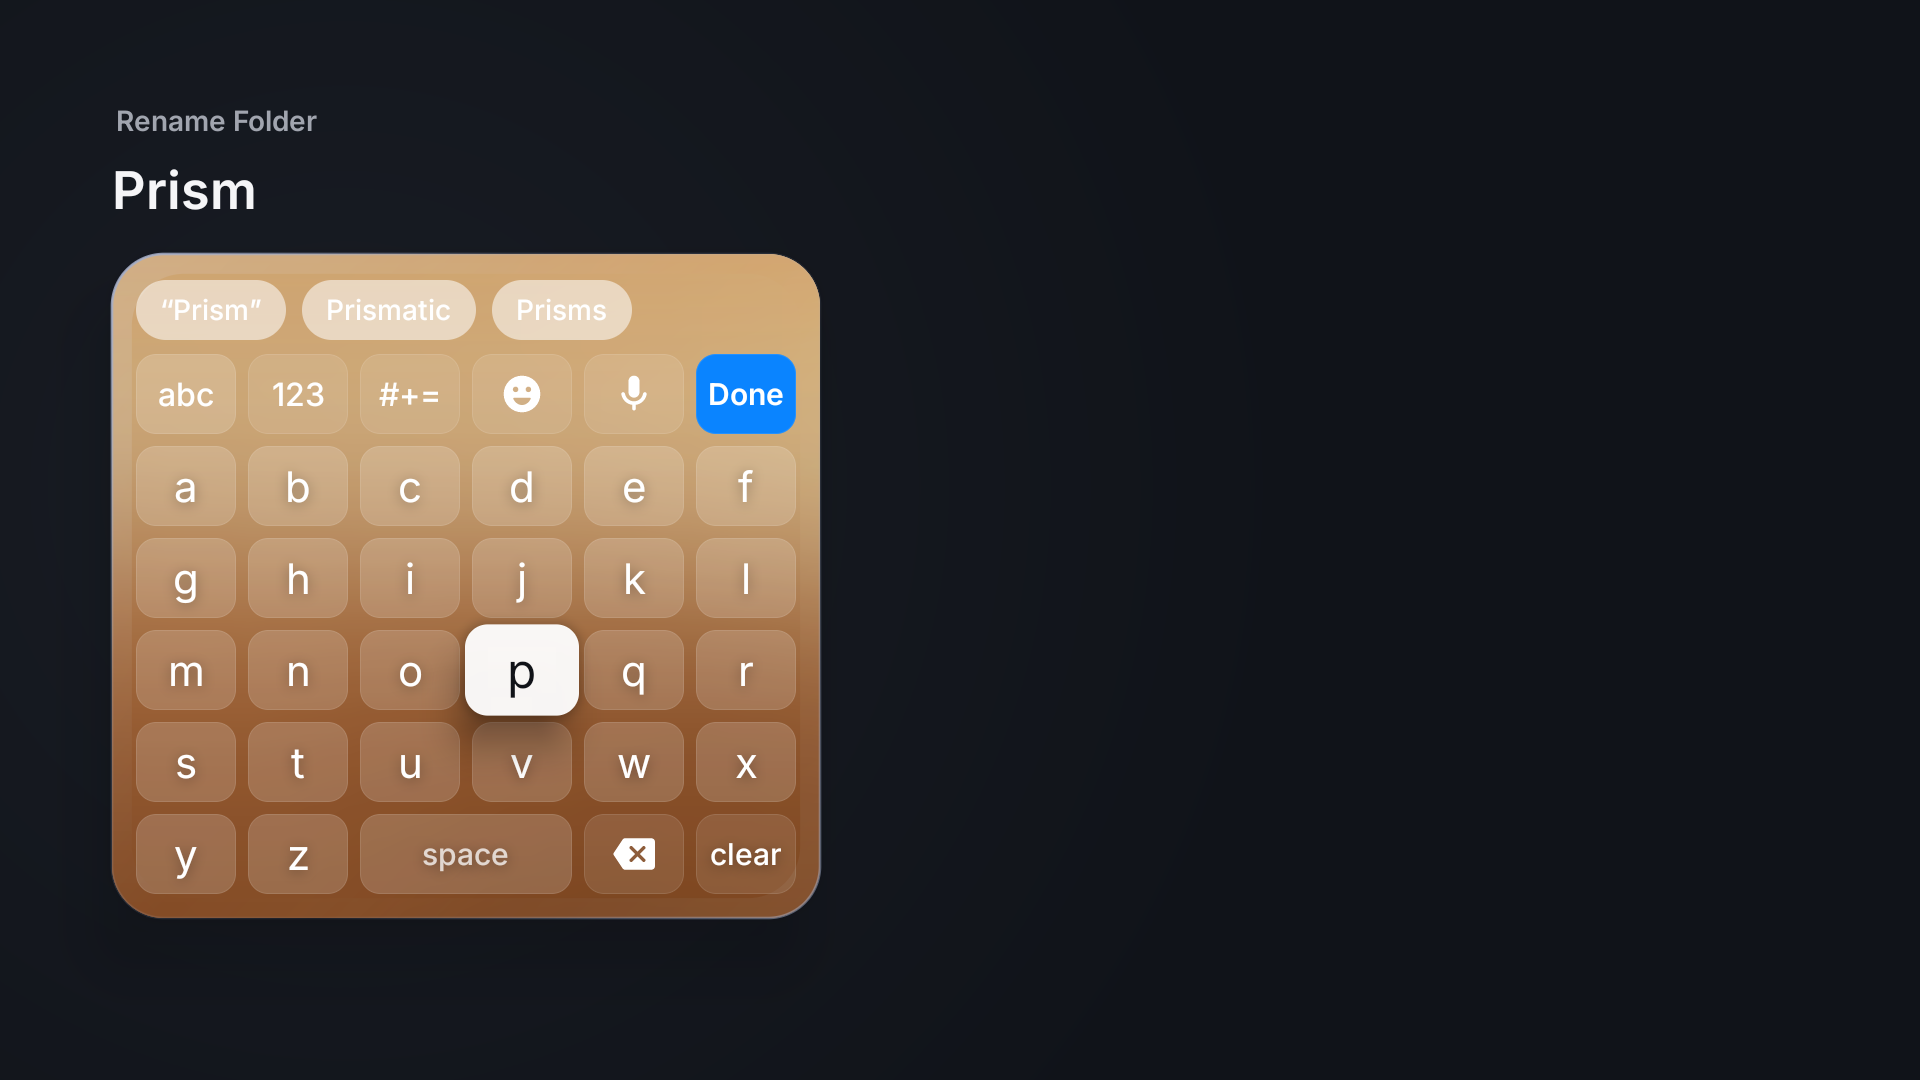 Rename Folder
Prism
“Prism” Prismatic Prisms
abc 123 #+= Done
a b c d e f
g h i j k l
m n o p q r
s t u v w x
y z space clear